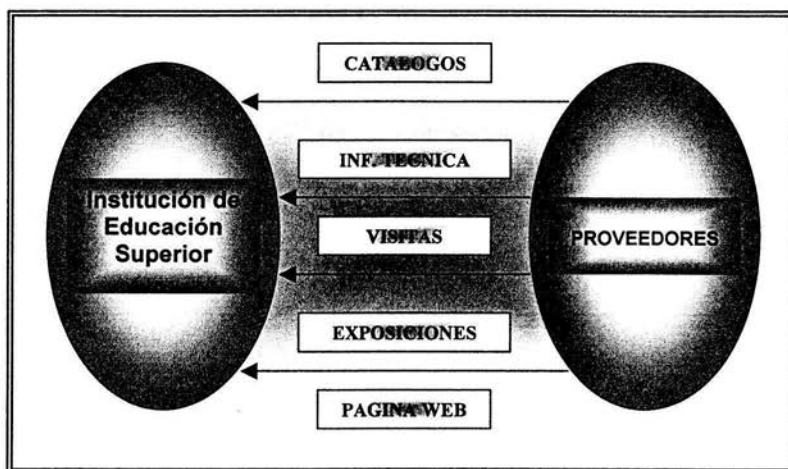 CATALOGOS
INF. TECNICA
Institución de
Educación
Superior
VISITAS
PROVEEDORES
EXPOSICIONES
PAGINA WEB